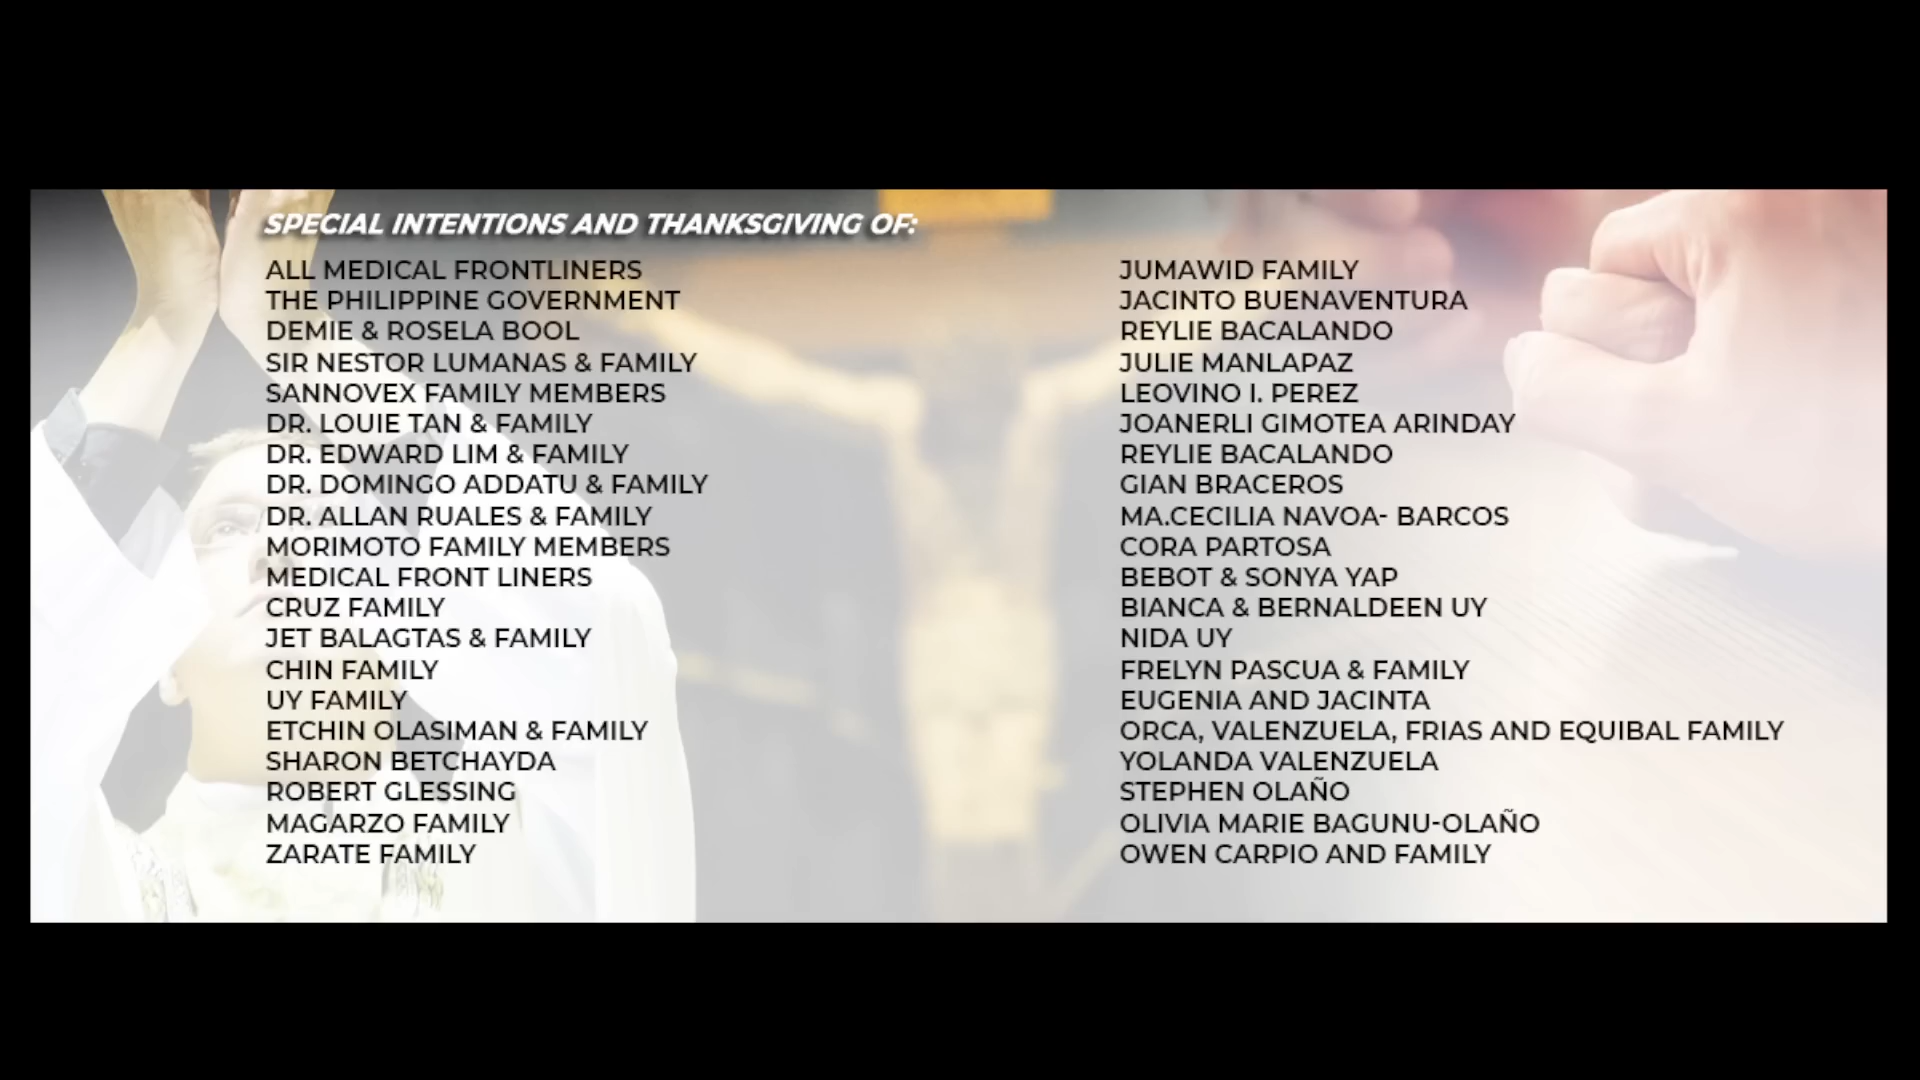 SPECIAL INTENTIONS AND THANKSGIVING OF:
ALL MEDICAL FRONTLINERS
THE PHILIPPINE GOVERNMENT
DEMIE & ROSELA BOOL
SIR NESTOR LUMANAS & FAMILY
SANNOVEX FAMILY MEMBERS
DR. LOUIE TAN & FAMILY
DR. EDWARD LIM & FAMILY
DR. DOMINGO ADDATU & FAMILY
DR. ALLAN RUALES & FAMILY
MORIMOTO FAMILY MEMBERS
MEDICAL FRONT LINERS
CRUZ FAMILY
JET BALAGTAS & FAMILY
CHIN FAMILY
UY FAMILY
ETCHIN OLASIMAN & FAMILY
SHARON BETCHAYDA
ROBERT GLESSING
MAGARZO FAMILY
ZARATE FAMILY
JUMAWID FAMILY
JACINTO BUENAVENTURA
REYLIE BACALANDO
JULIE MANLAPAZ
LEOVINO I. PEREZ
JOANERLI GIMOTEA ARINDAY
REYLIE BACALANDO
GIAN BRACEROS
MA.CECILIA NAVOA- BARCOS
CORA PARTOSA
BEBOT & SONYA YAP
BIANCA & BERNALDEEN UY
NIDA UY
FRELYN PASCUA & FAMILY
EUGENIA AND JACINTA
ORCA, VALENZUELA, FRIAS AND EQUIBAL FAMILY
YOLANDA VALENZUELA
STEPHEN OLAÑO
OLIVIA MARIE BAGUNU-OLAÑO
OWEN CARPIO AND FAMILY